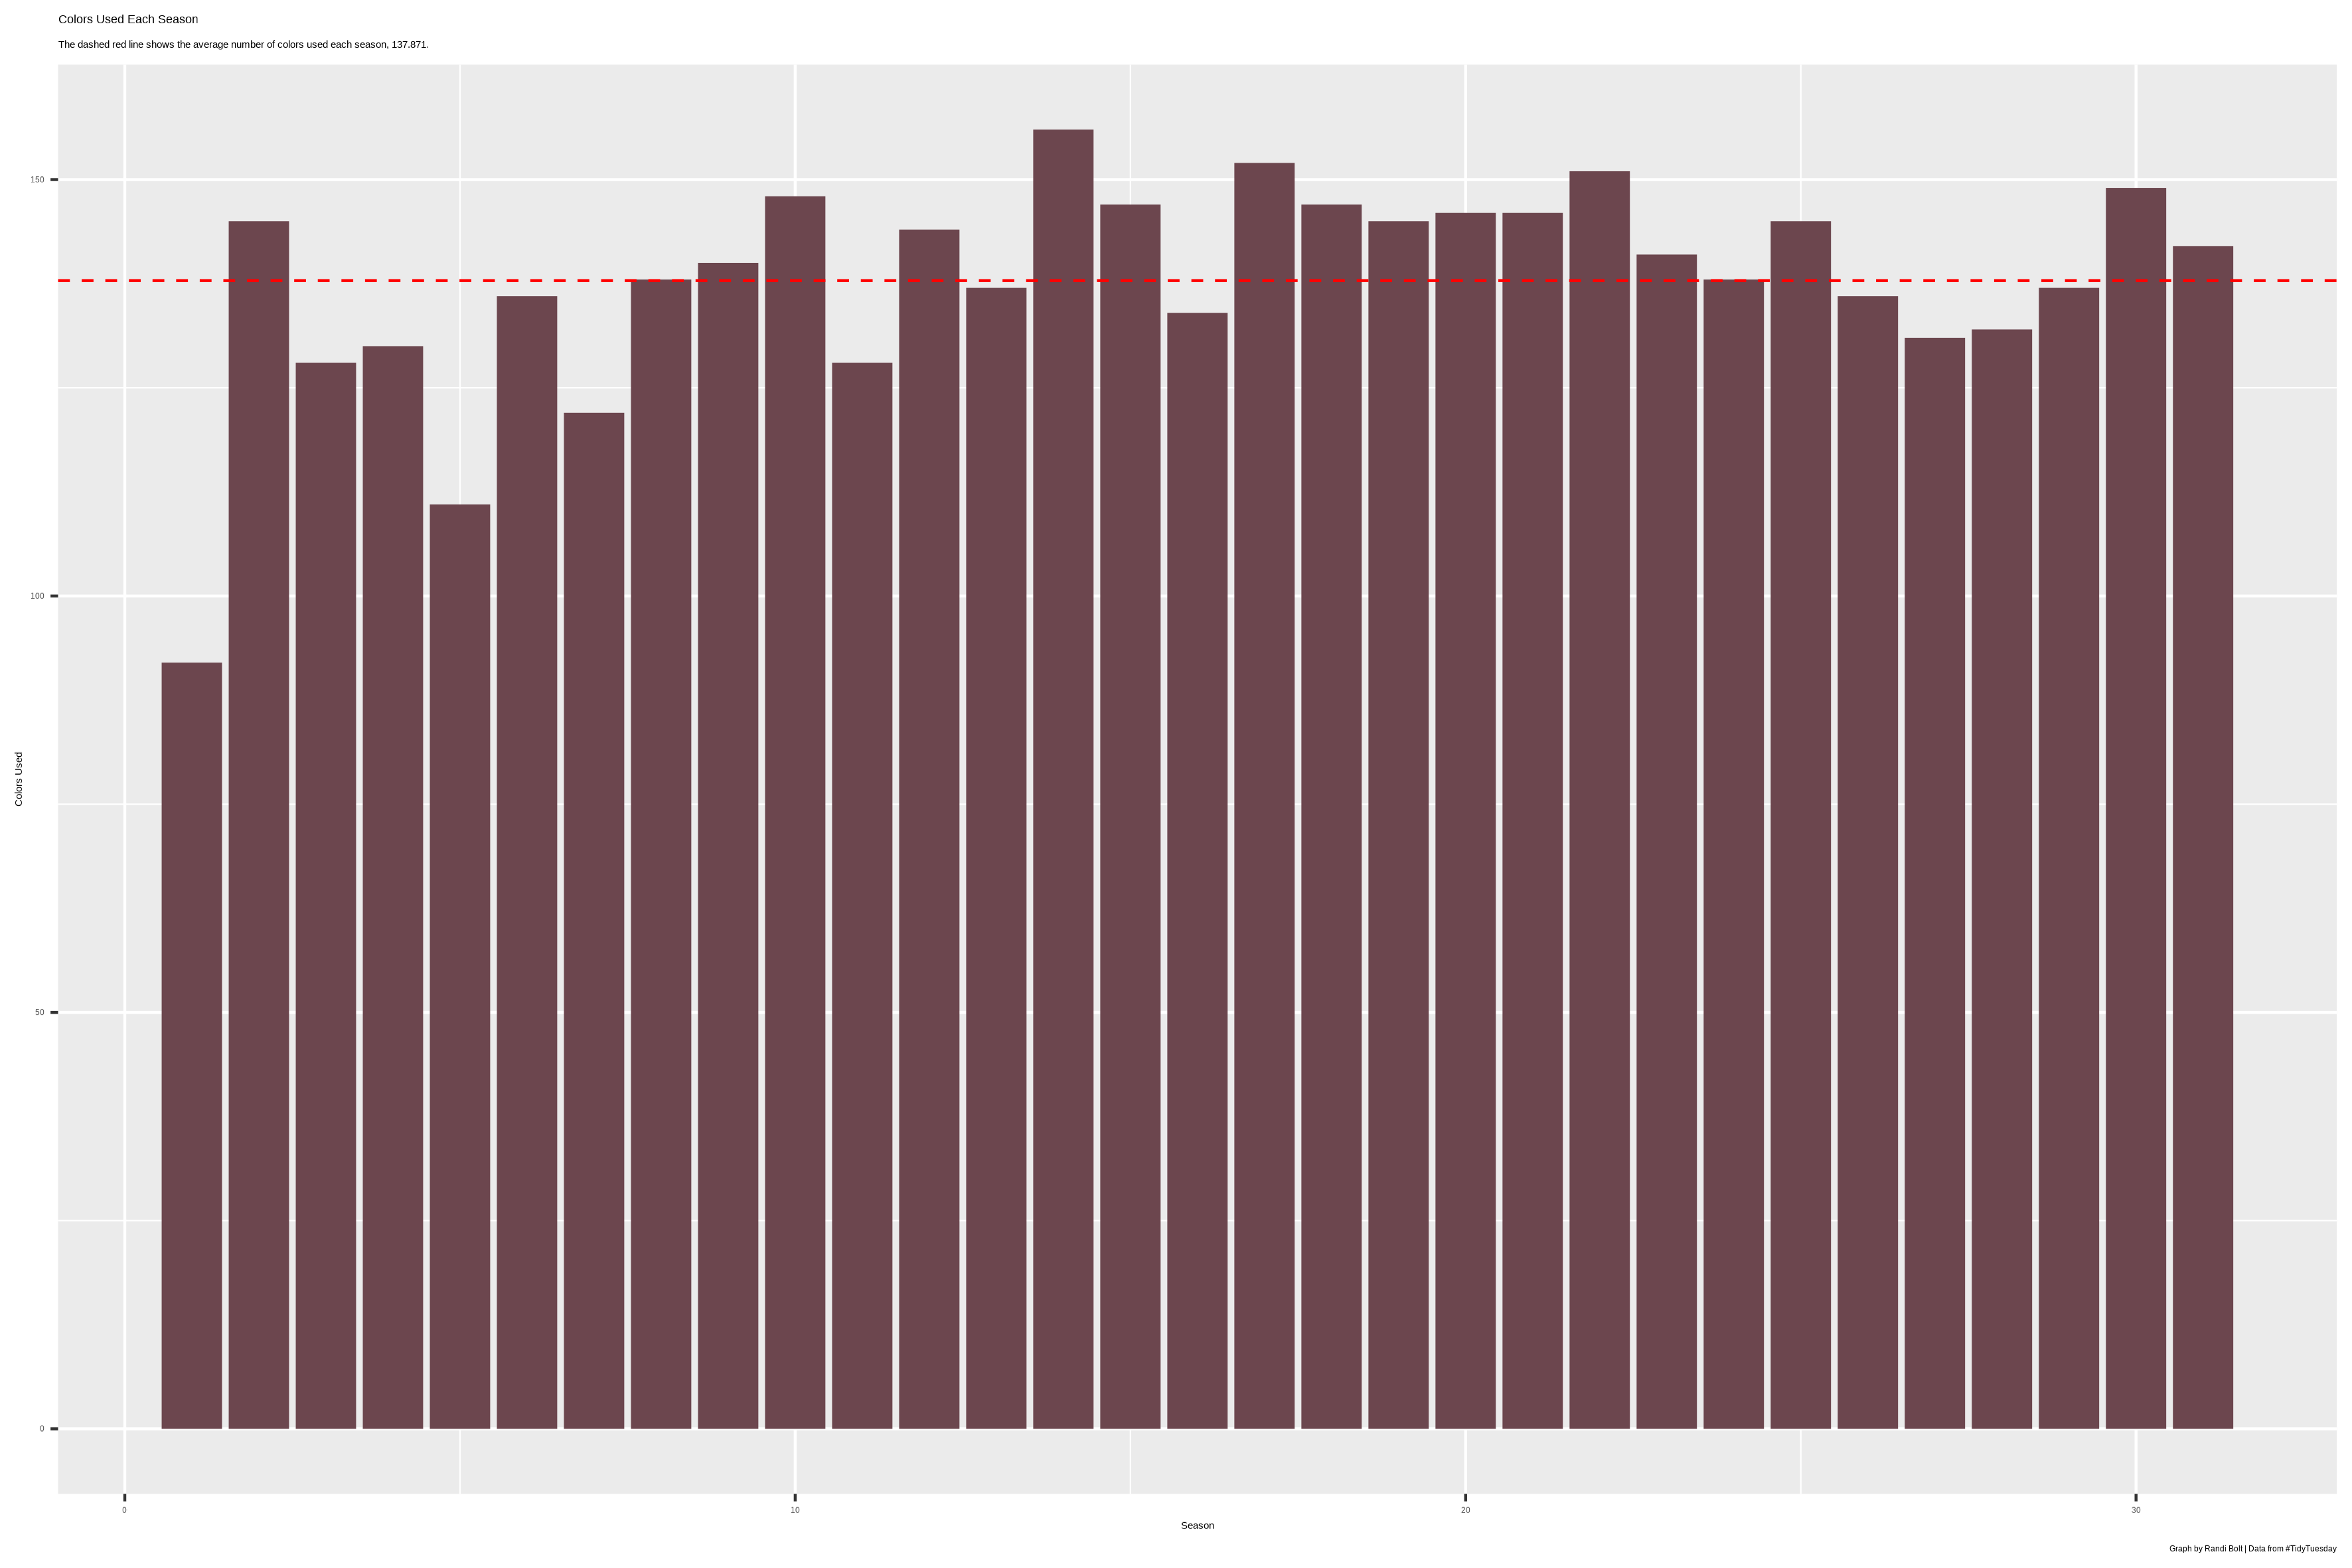 Colors Used Each Season
The dashed red line shows the average number of colors used each season, 137.871.
150
100
50
0
Colors Used
0 10 20 30
Season
Graph by Randi Bolt | Data from #TidyTuesday